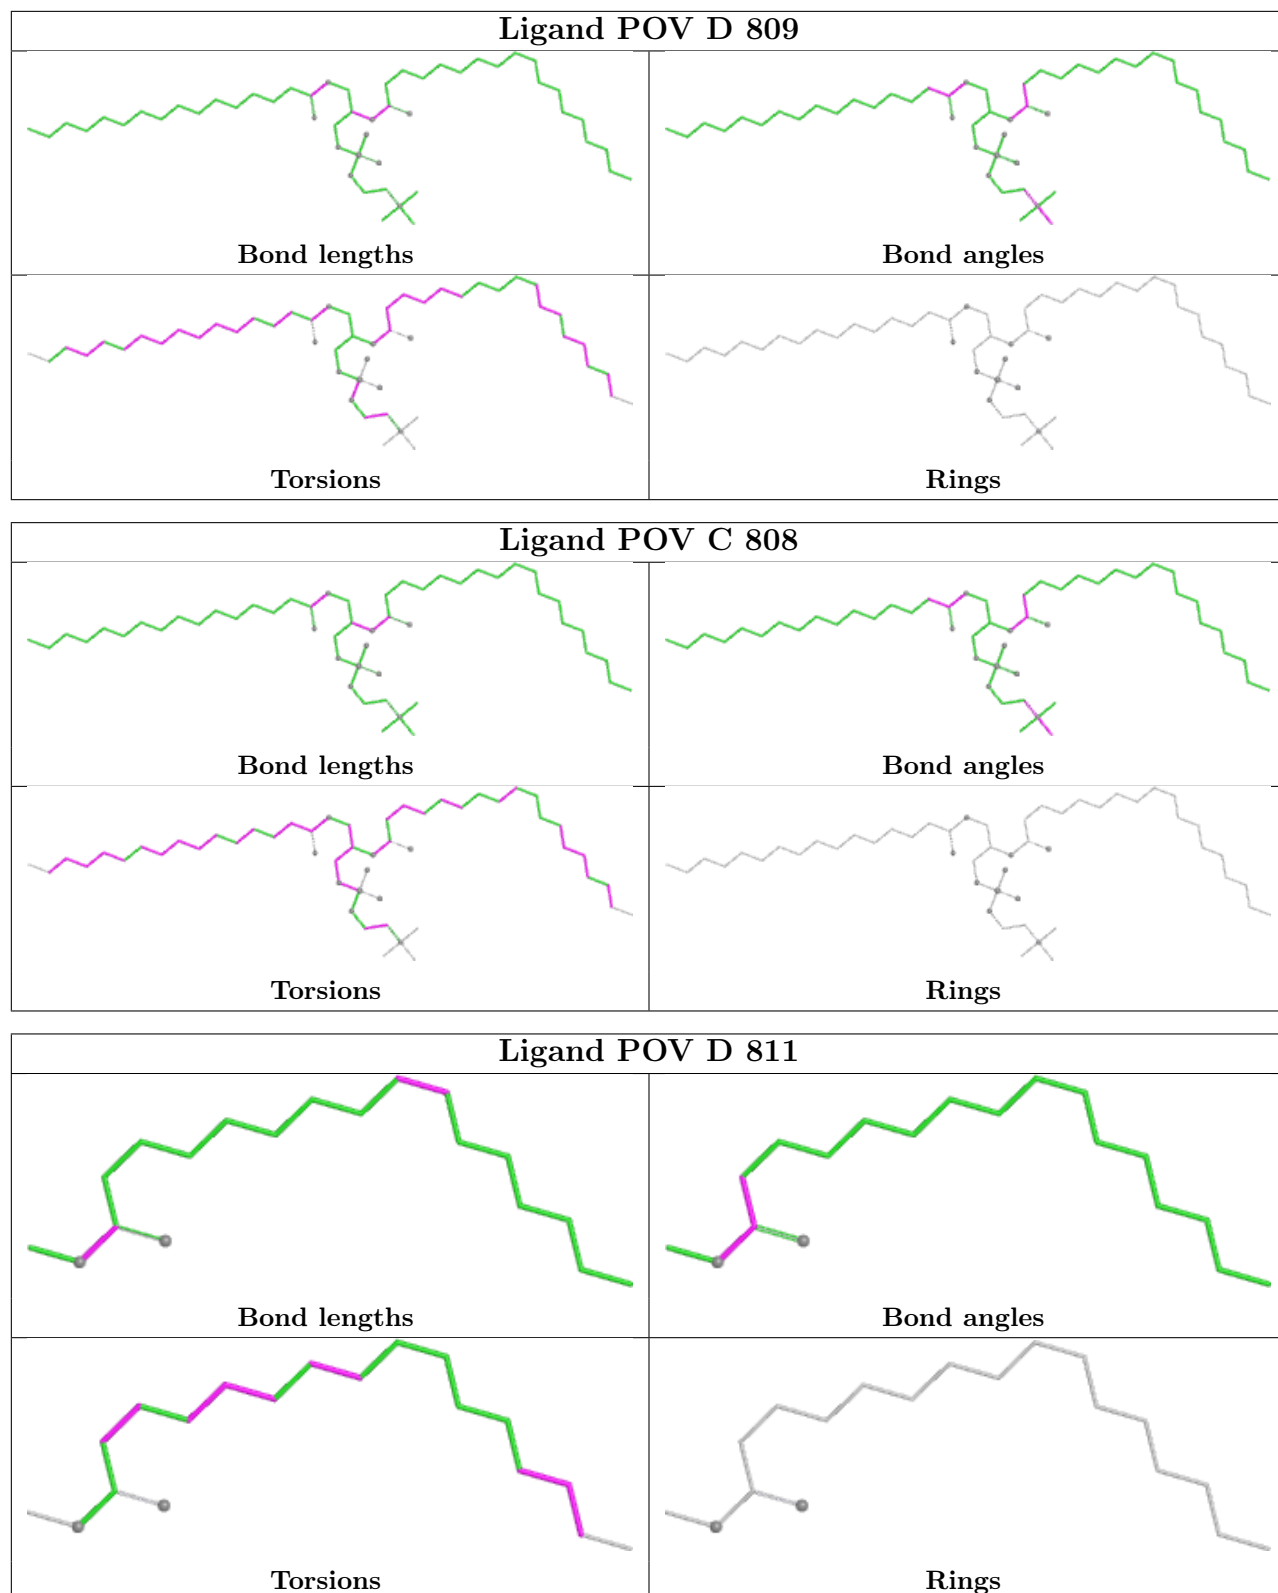 Ligand POV D 809
Bond lengths
Bond angles
Torsions
Rings
Ligand POV C 808
Bond lengths
Bond angles
Torsions
Rings
Ligand POV D 811
Bond lengths
Bond angles
Torsions
Rings